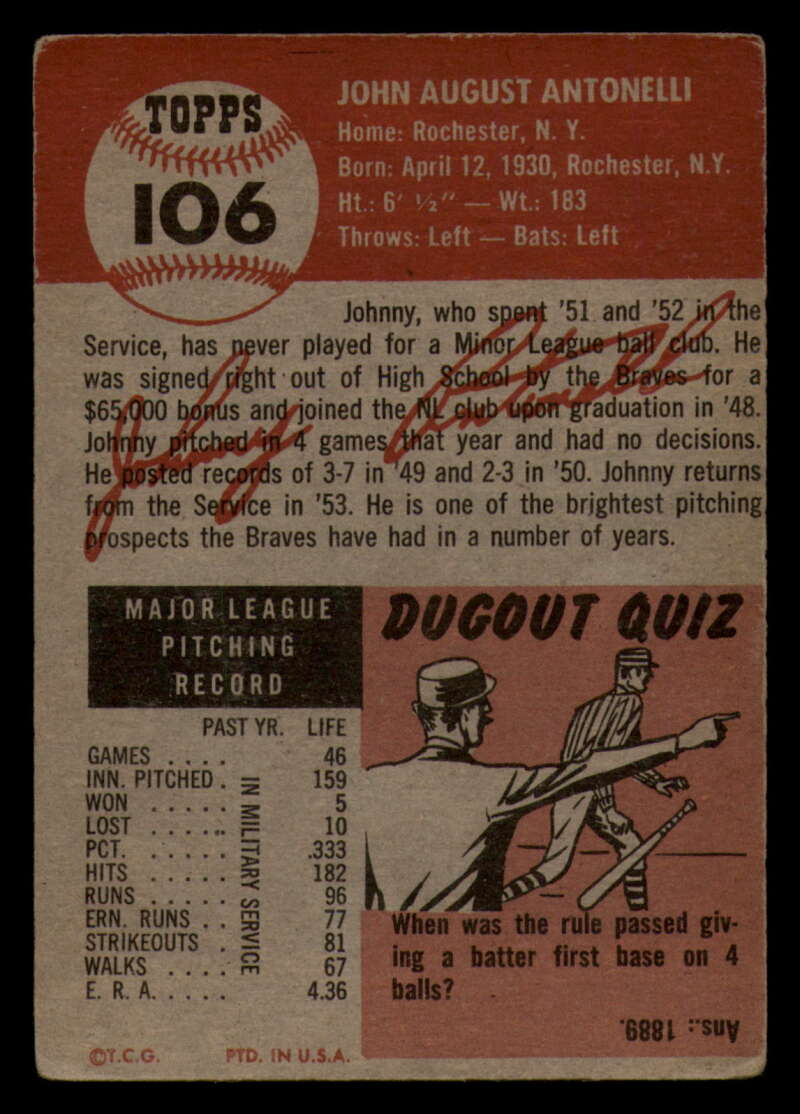 TOPPS
106
JOHN AUGUST ANTONELLI
Home: Rochester, N. Y.
Born: April 12, 1930, Rochester, N.Y.
Ht.: 6' ½" — Wt.: 183
Throws: Left — Bats: Left
Johnny, who spent '51 and '52 in the
Service, has never played for a Minor League ball club. He
was signed right out of High School by the Braves for a
$65,000 bonus and joined the NL club upon graduation in '48.
Johnny pitched in 4 games that year and had no decisions.
He posted records of 3-7 in '49 and 2-3 in '50. Johnny returns
from the Service in '53. He is one of the brightest pitching
prospects the Braves have had in a number of years.
Johnny Antonelli
MAJOR LEAGUE
PITCHING
RECORD
PAST YR. LIFE
GAMES . . . . 46
INN. PITCHED . 159
WON . . . . . 5
LOST . . . . . 10
PCT. . . . . . .333
HITS . . . . . 182
RUNS . . . . . 96
ERN. RUNS . . 77
STRIKEOUTS . 81
WALKS . . . . 67
E. R. A. . . . . 4.36
IN MILITARY SERVICE
DUGOUT QUIZ
When was the rule passed giv-
ing a batter first base on 4
balls?
Ans.: 1889.
©T.C.G. PTD. IN U.S.A.